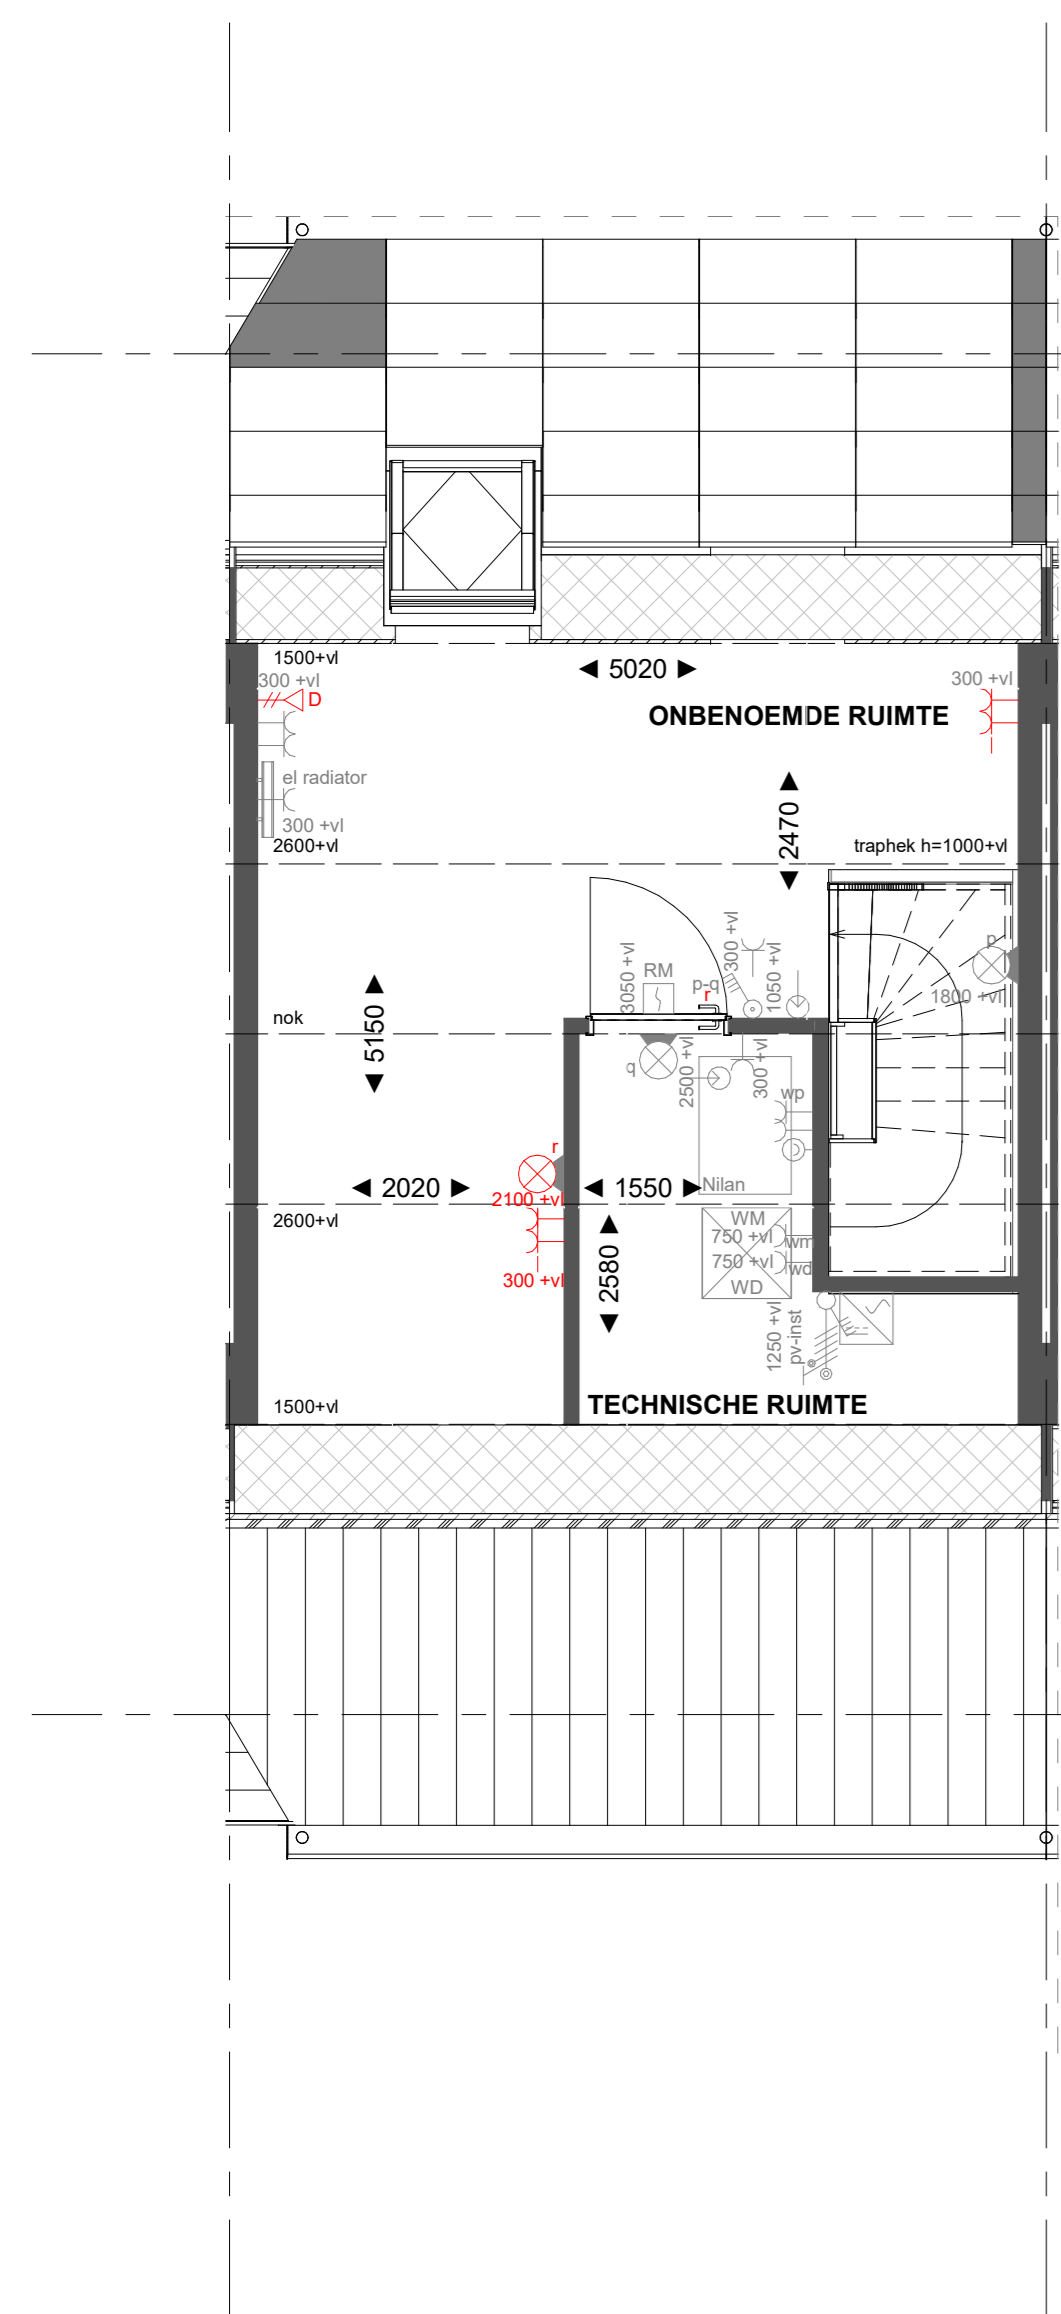 1500+vl
300 +vl
D
5020
300 +vl
ONBENOEMDE RUIMTE
el radiator
300 +vl
2600+vl
2470
traphek h=1000+vl
3050 +vl
RM
p-q
r
300 +vl
1050 +vl
p
1800 +vl
nok
5150
q
2500 +vl
300 +vl
wp
r
2100 +vl
2020
1550
Nilan
2600+vl
300 +vl
2580
WM
750 +vl
wm
750 +vl
wd
WD
1250 +vl
pv-inst
1500+vl
TECHNISCHE RUIMTE